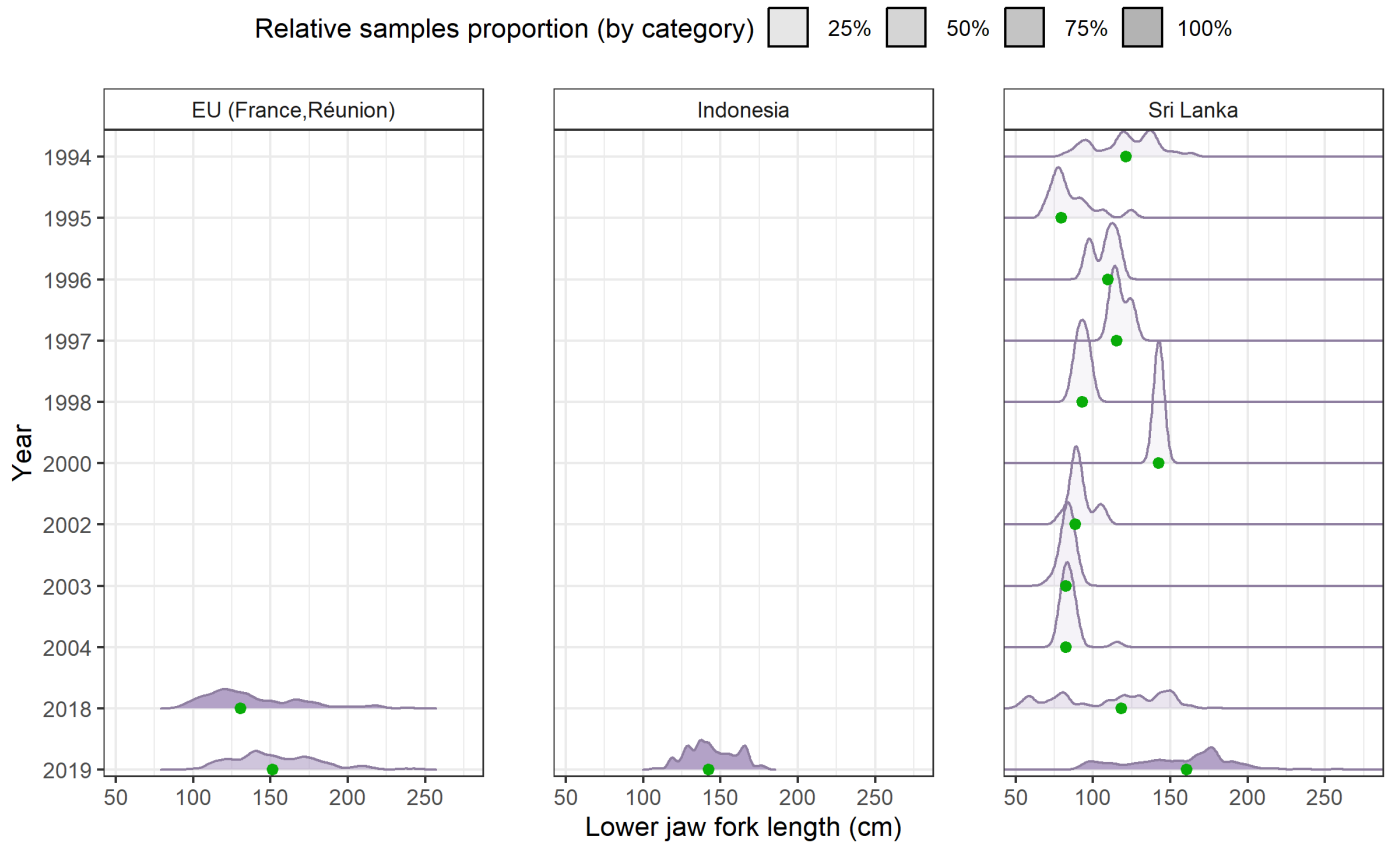 Relative samples proportion (by category) 25% 50% 75% 100%
EU (France,Réunion) Indonesia Sri Lanka
Year
1994
1995
1996
1997
1998
2000
2002
2003
2004
2018
2019
50 100 150 200 250 50 100 150 200 250 50 100 150 200 250
Lower jaw fork length (cm)